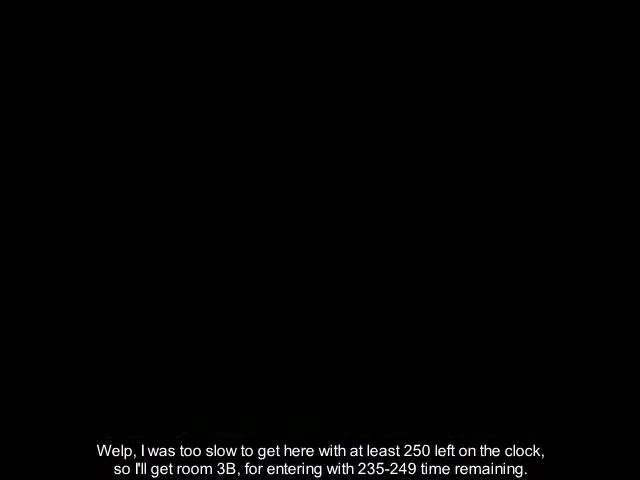 Welp, I was too slow to get here with at least 250 left on the clock,
so I'll get room 3B, for entering with 235-249 time remaining.